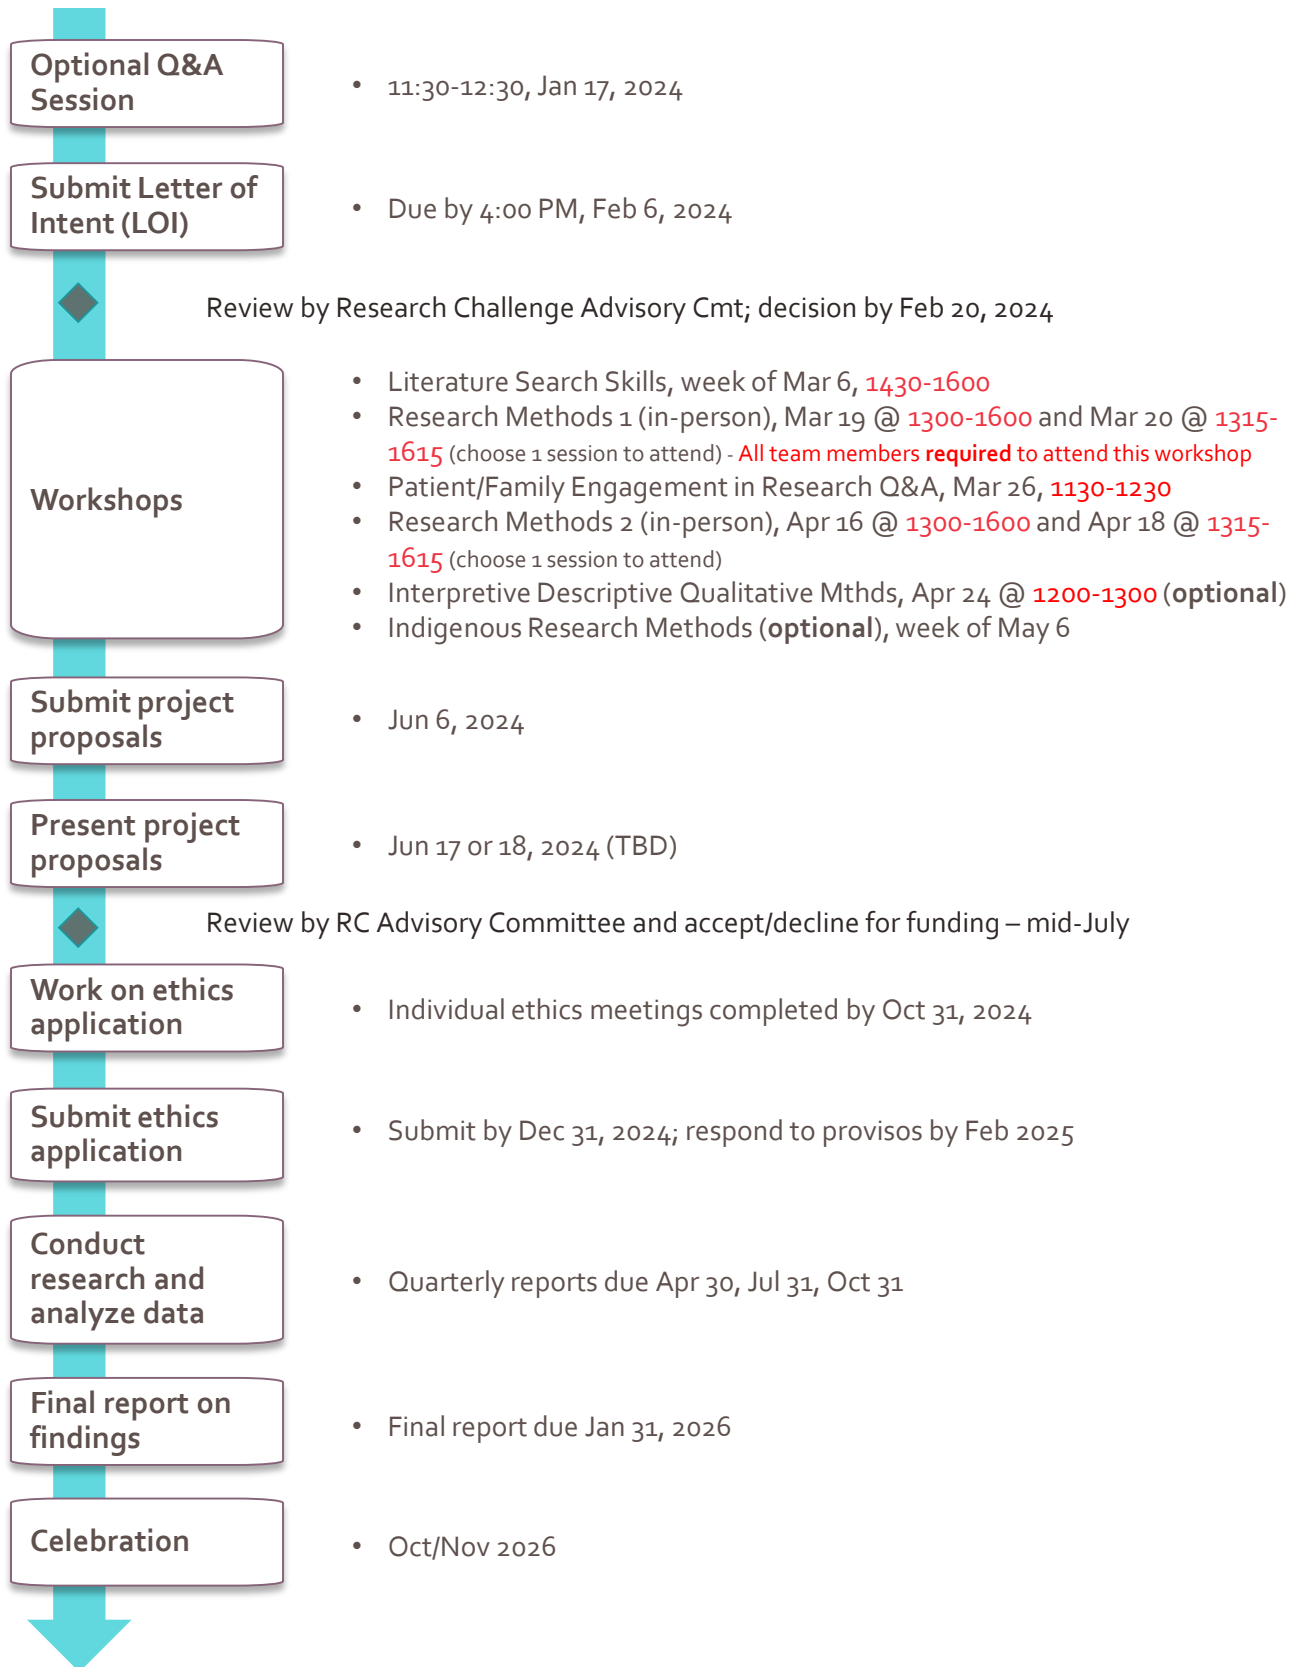 Optional Q&A
Session
• 11:30-12:30, Jan 17, 2024
Submit Letter of
Intent (LOI)
• Due by 4:00 PM, Feb 6, 2024
Review by Research Challenge Advisory Cmt; decision by Feb 20, 2024
Workshops
• Literature Search Skills, week of Mar 6, 1430-1600
• Research Methods 1 (in-person), Mar 19 @ 1300-1600 and Mar 20 @ 1315-
1615 (choose 1 session to attend) - All team members required to attend this workshop
• Patient/Family Engagement in Research Q&A, Mar 26, 1130-1230
• Research Methods 2 (in-person), Apr 16 @ 1300-1600 and Apr 18 @ 1315-
1615 (choose 1 session to attend)
• Interpretive Descriptive Qualitative Mthds, Apr 24 @ 1200-1300 (optional)
• Indigenous Research Methods (optional), week of May 6
Submit project
proposals
• Jun 6, 2024
Present project
proposals
• Jun 17 or 18, 2024 (TBD)
Review by RC Advisory Committee and accept/decline for funding – mid-July
Work on ethics
application
• Individual ethics meetings completed by Oct 31, 2024
Submit ethics
application
• Submit by Dec 31, 2024; respond to provisos by Feb 2025
Conduct
research and
analyze data
• Quarterly reports due Apr 30, Jul 31, Oct 31
Final report on
findings
• Final report due Jan 31, 2026
Celebration
• Oct/Nov 2026